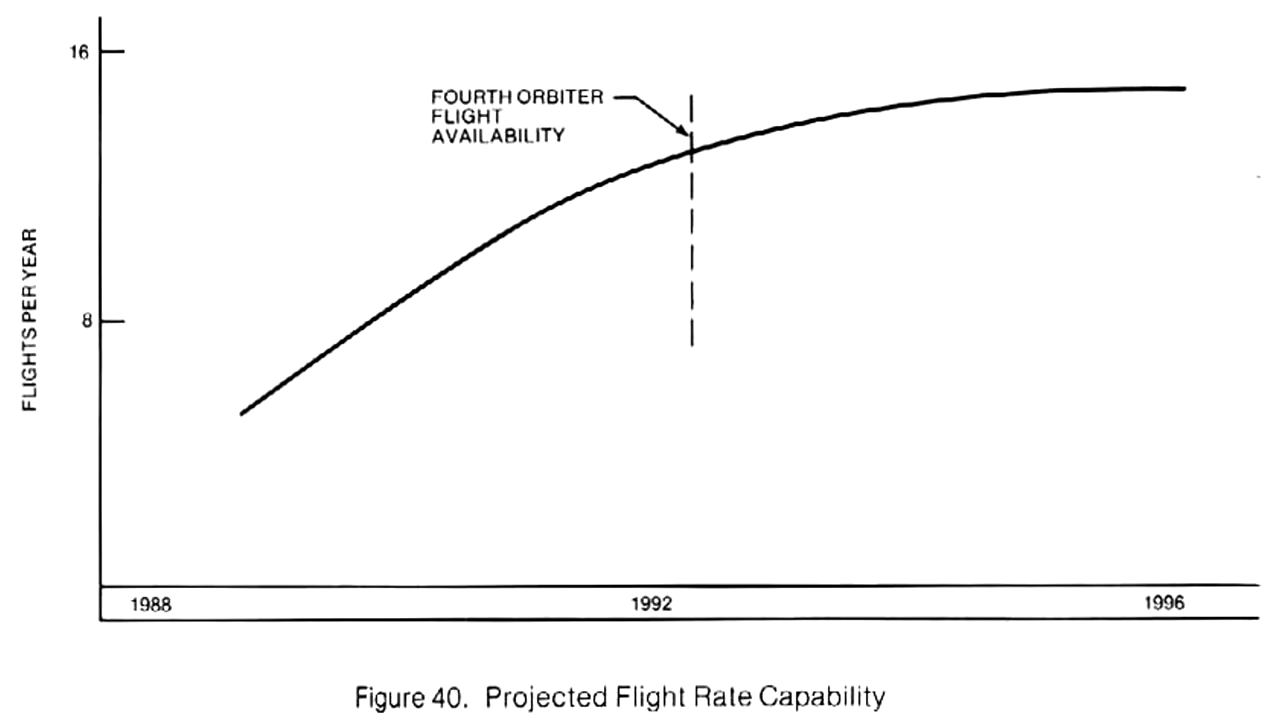 16
FOURTH ORBITER
FLIGHT
AVAILABILITY
FLIGHTS PER YEAR
8
1988 1992 1996
Figure 40. Projected Flight Rate Capability